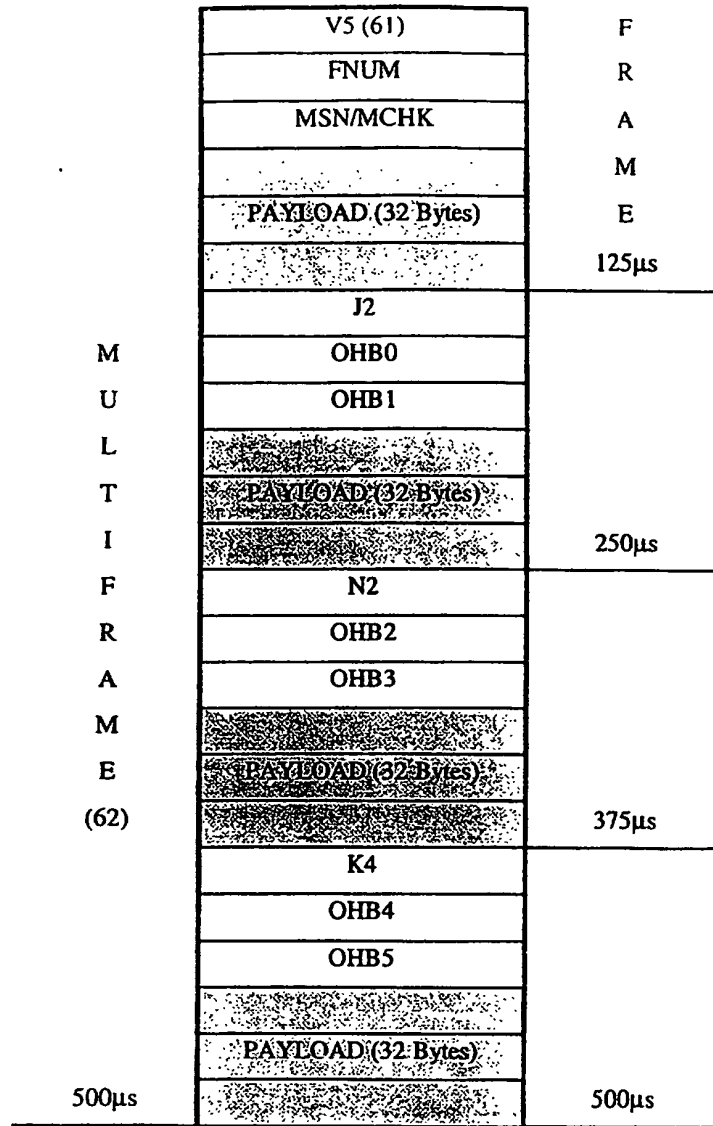 V5 (61) F
FNUM R
MSN/MCHK A
M
PAYLOAD (32 Bytes) E
125μs
J2
M OHB0
U OHB1
L
T PAYLOAD (32 Bytes)
I 250μs
F N2
R OHB2
A OHB3
M
E PAYLOAD (32 Bytes)
(62) 375μs
K4
OHB4
OHB5
PAYLOAD (32 Bytes)
500μs 500μs